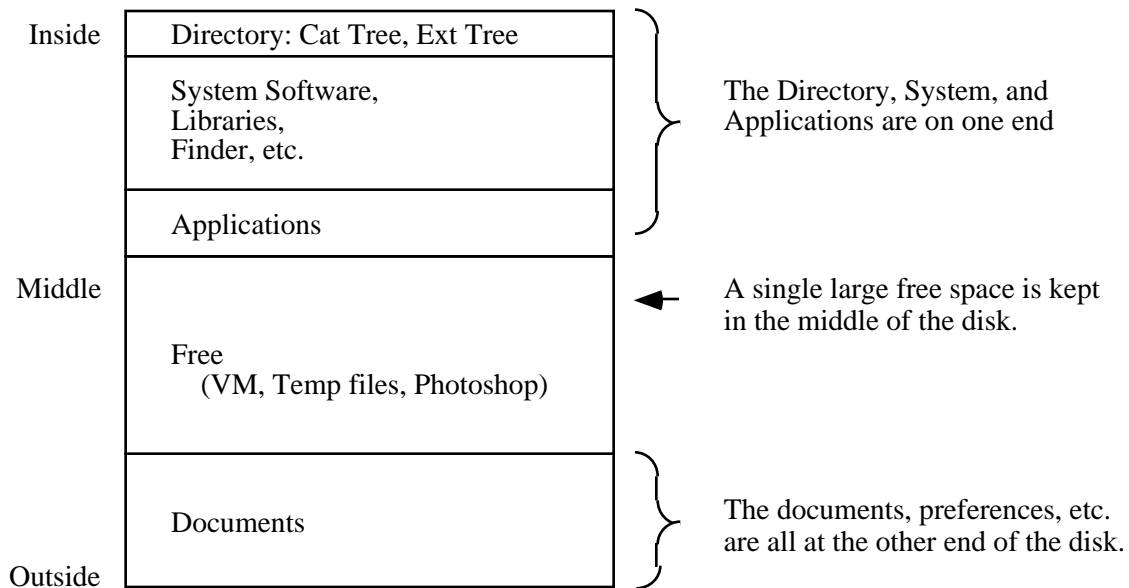 Inside
Directory: Cat Tree, Ext Tree
System Software,
Libraries,
Finder, etc.
The Directory, System, and
Applications are on one end
Applications
Middle
A single large free space is kept
in the middle of the disk.
Free
(VM, Temp files, Photoshop)
Documents
The documents, preferences, etc.
are all at the other end of the disk.
Outside